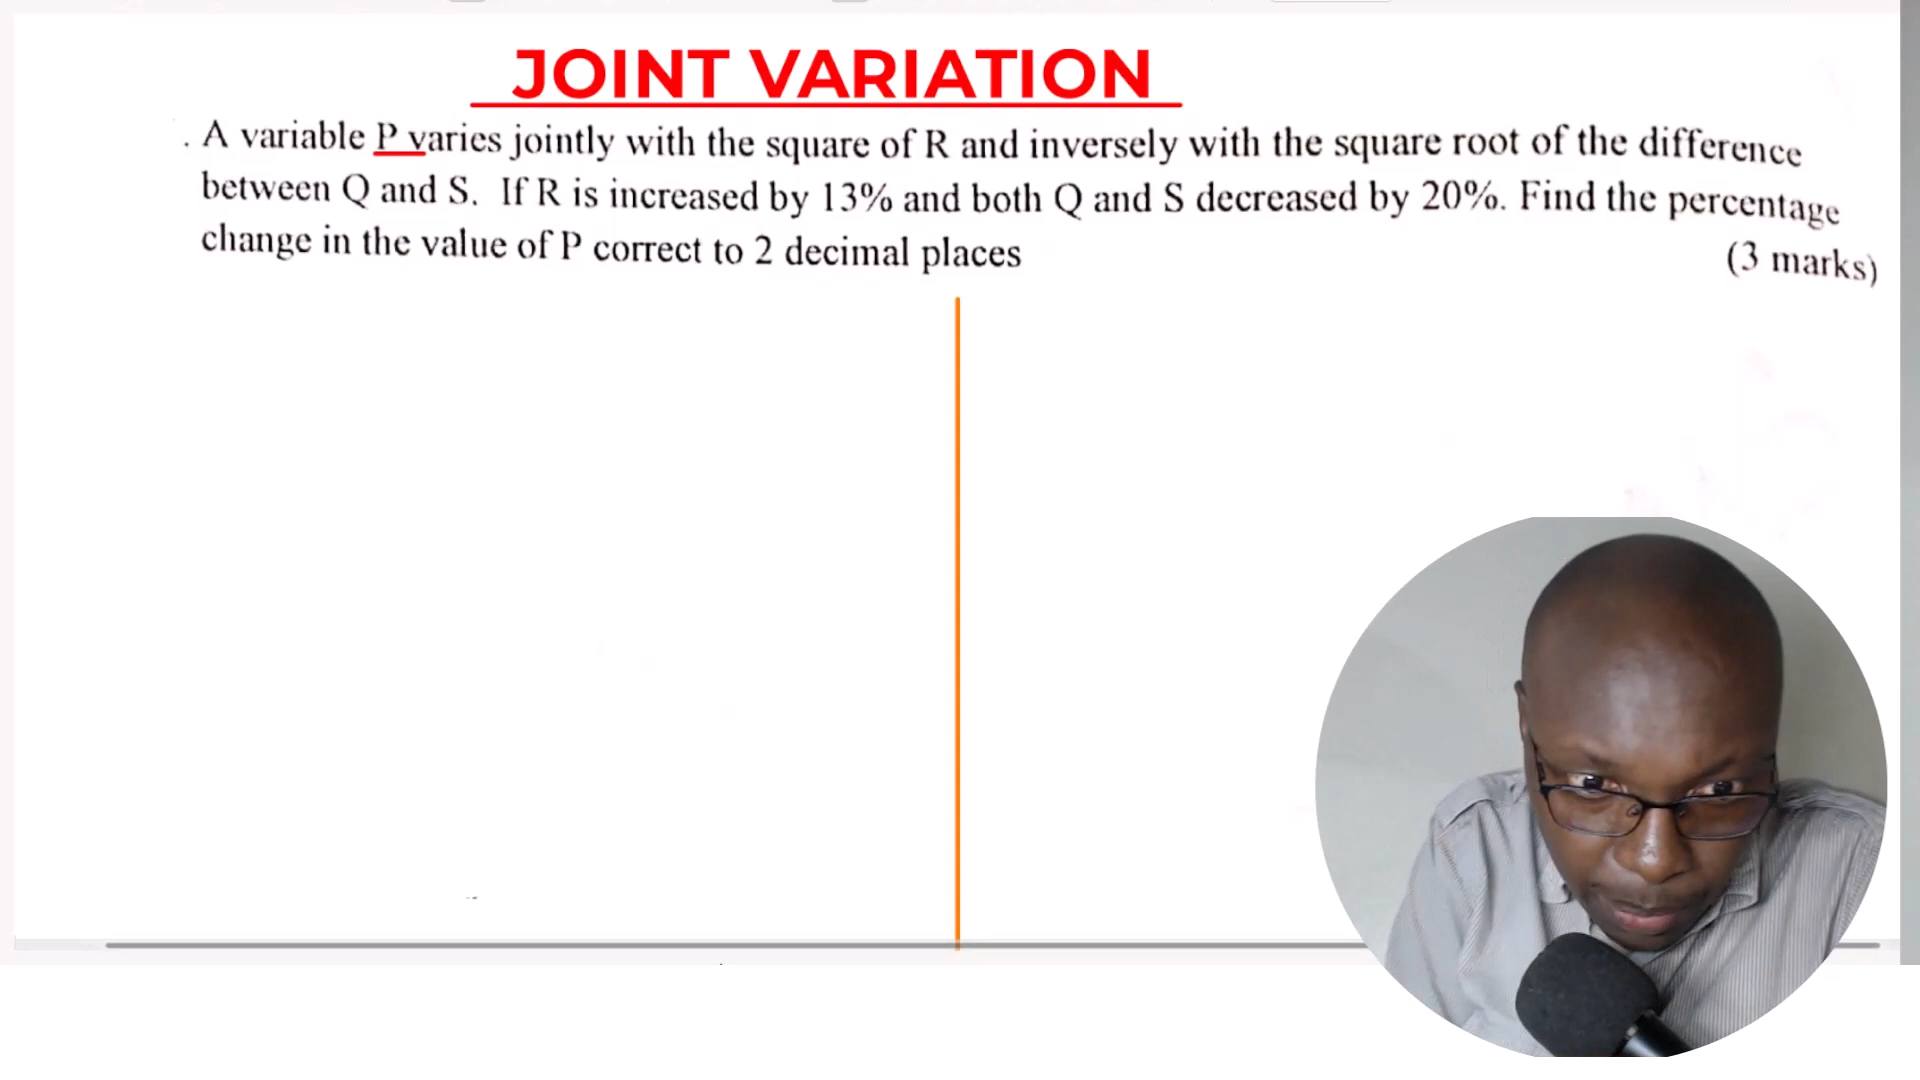 JOINT VARIATION
. A variable P varies jointly with the square of R and inversely with the square root of the difference
between Q and S. If R is increased by 13% and both Q and S decreased by 20%. Find the percentage
change in the value of P correct to 2 decimal places
(3 marks)